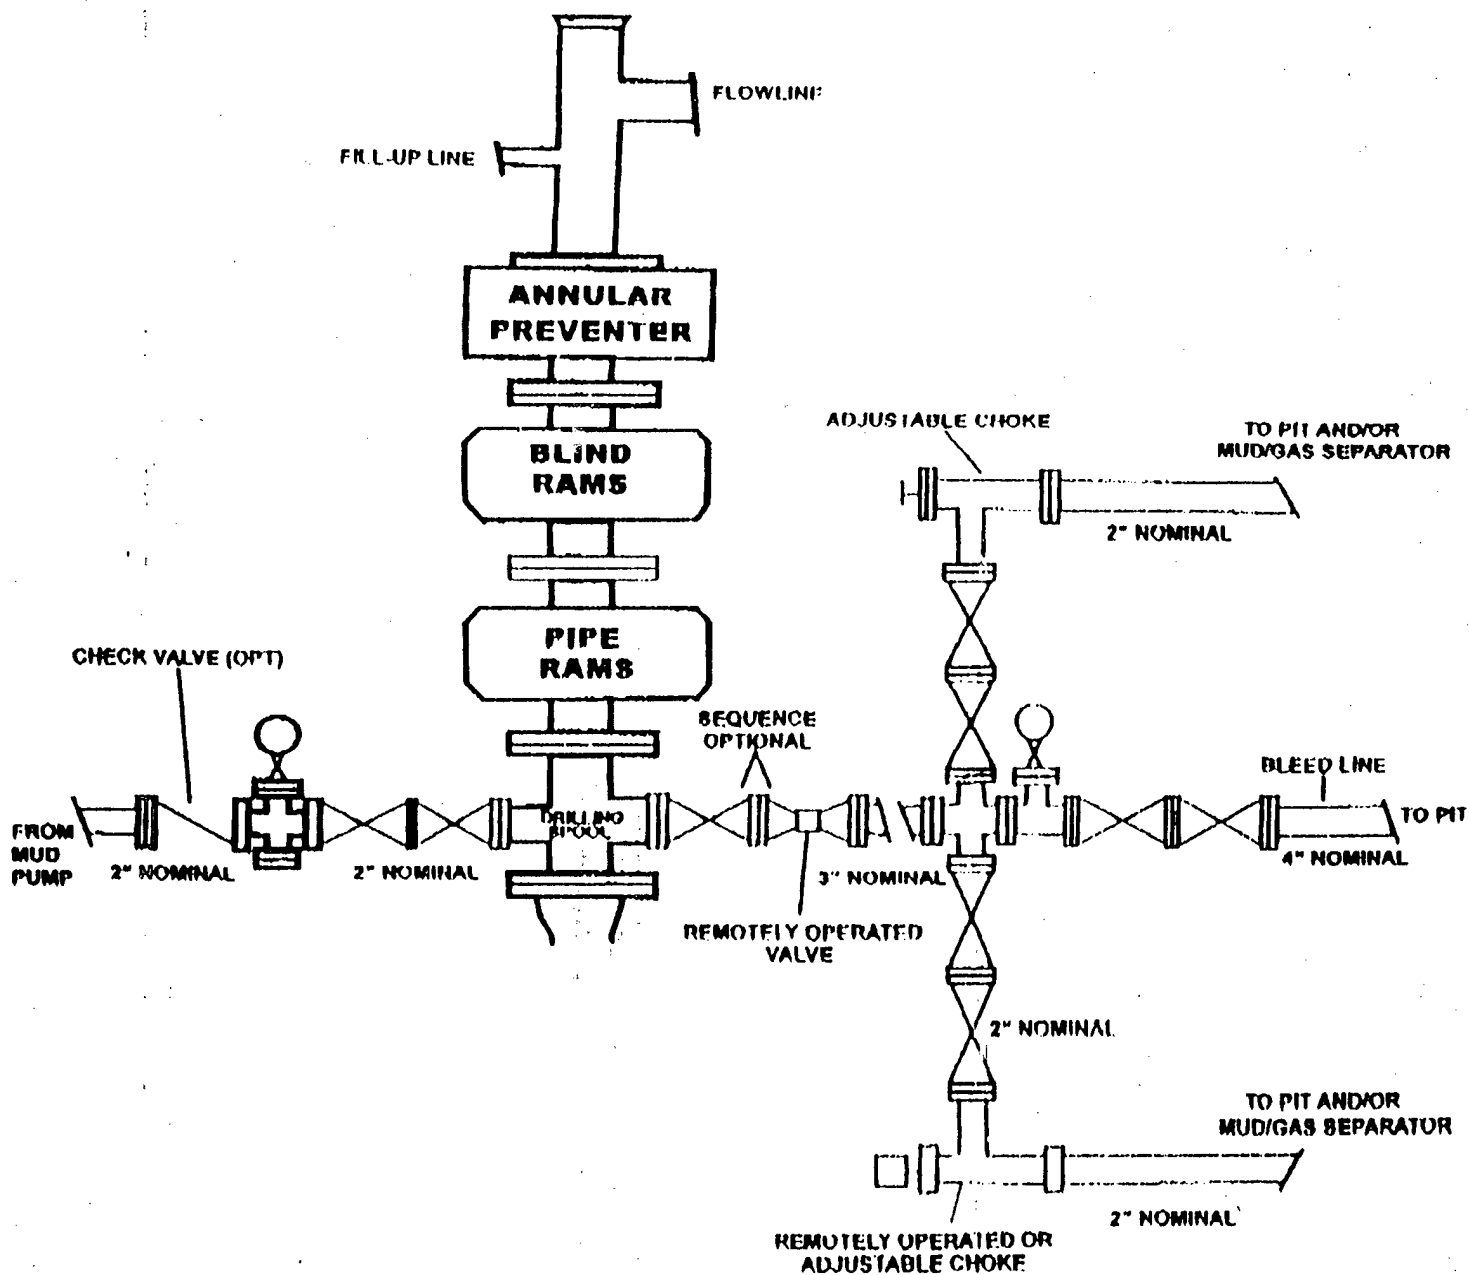 FLOWLINE
FILL-UP LINE
ANNULAR
PREVENTER
ADJUSTABLE CHOKE
TO PIT AND/OR
MUD/GAS SEPARATOR
BLIND
RAMS
2" NOMINAL
PIPE
RAMS
CHECK VALVE (OPT)
SEQUENCE
OPTIONAL
BLEED LINE
DRILLING
SPOOL
TO PIT
FROM
MUD
PUMP
2" NOMINAL
2" NOMINAL
3" NOMINAL
4" NOMINAL
REMOTELY OPERATED
VALVE
2" NOMINAL
TO PIT AND/OR
MUD/GAS SEPARATOR
2" NOMINAL
REMOTELY OPERATED OR
ADJUSTABLE CHOKE